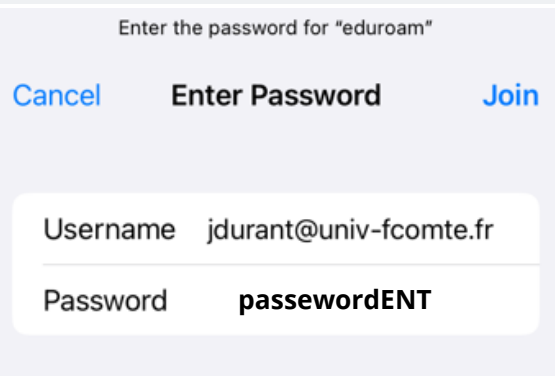 Enter the password for “eduroam”
Cancel Enter Password Join
Username jdurant@univ-fcomte.fr
Password passewordENT